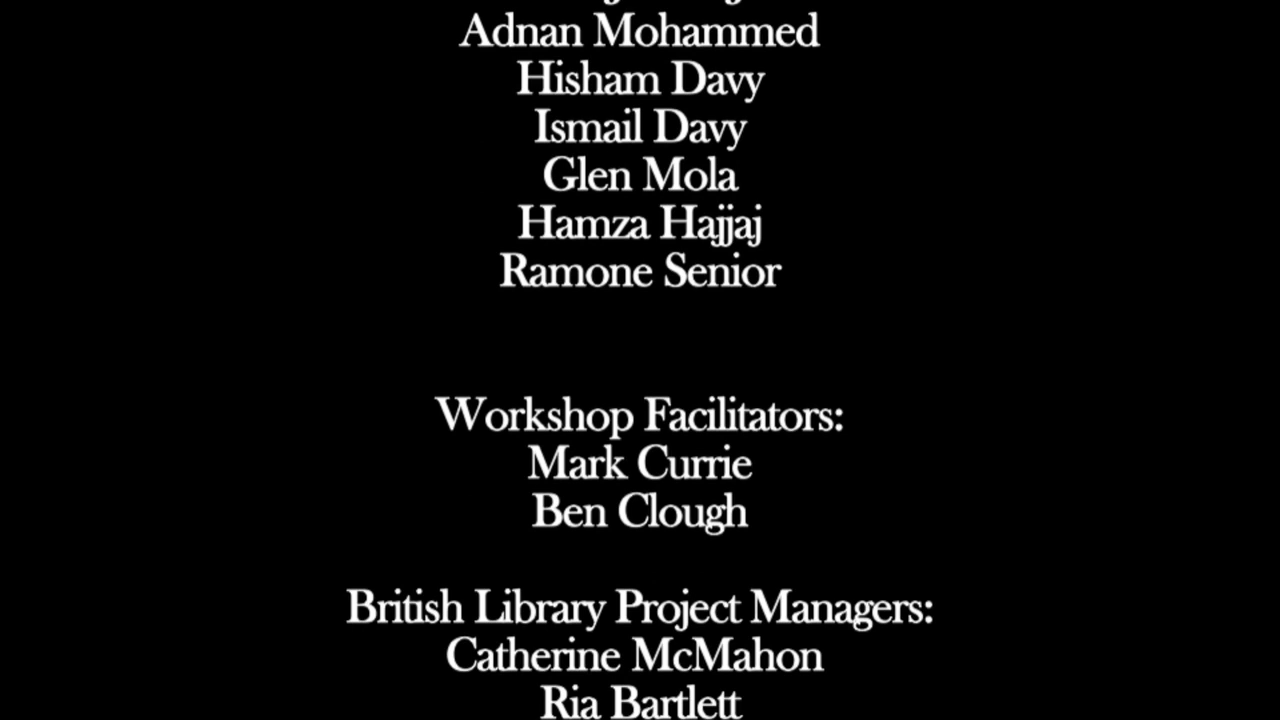 Adnan Mohammed
Hisham Davy
Ismail Davy
Glen Mola
Hamza Hajjaj
Ramone Senior
Workshop Facilitators:
Mark Currie
Ben Clough
British Library Project Managers:
Catherine McMahon
Ria Bartlett